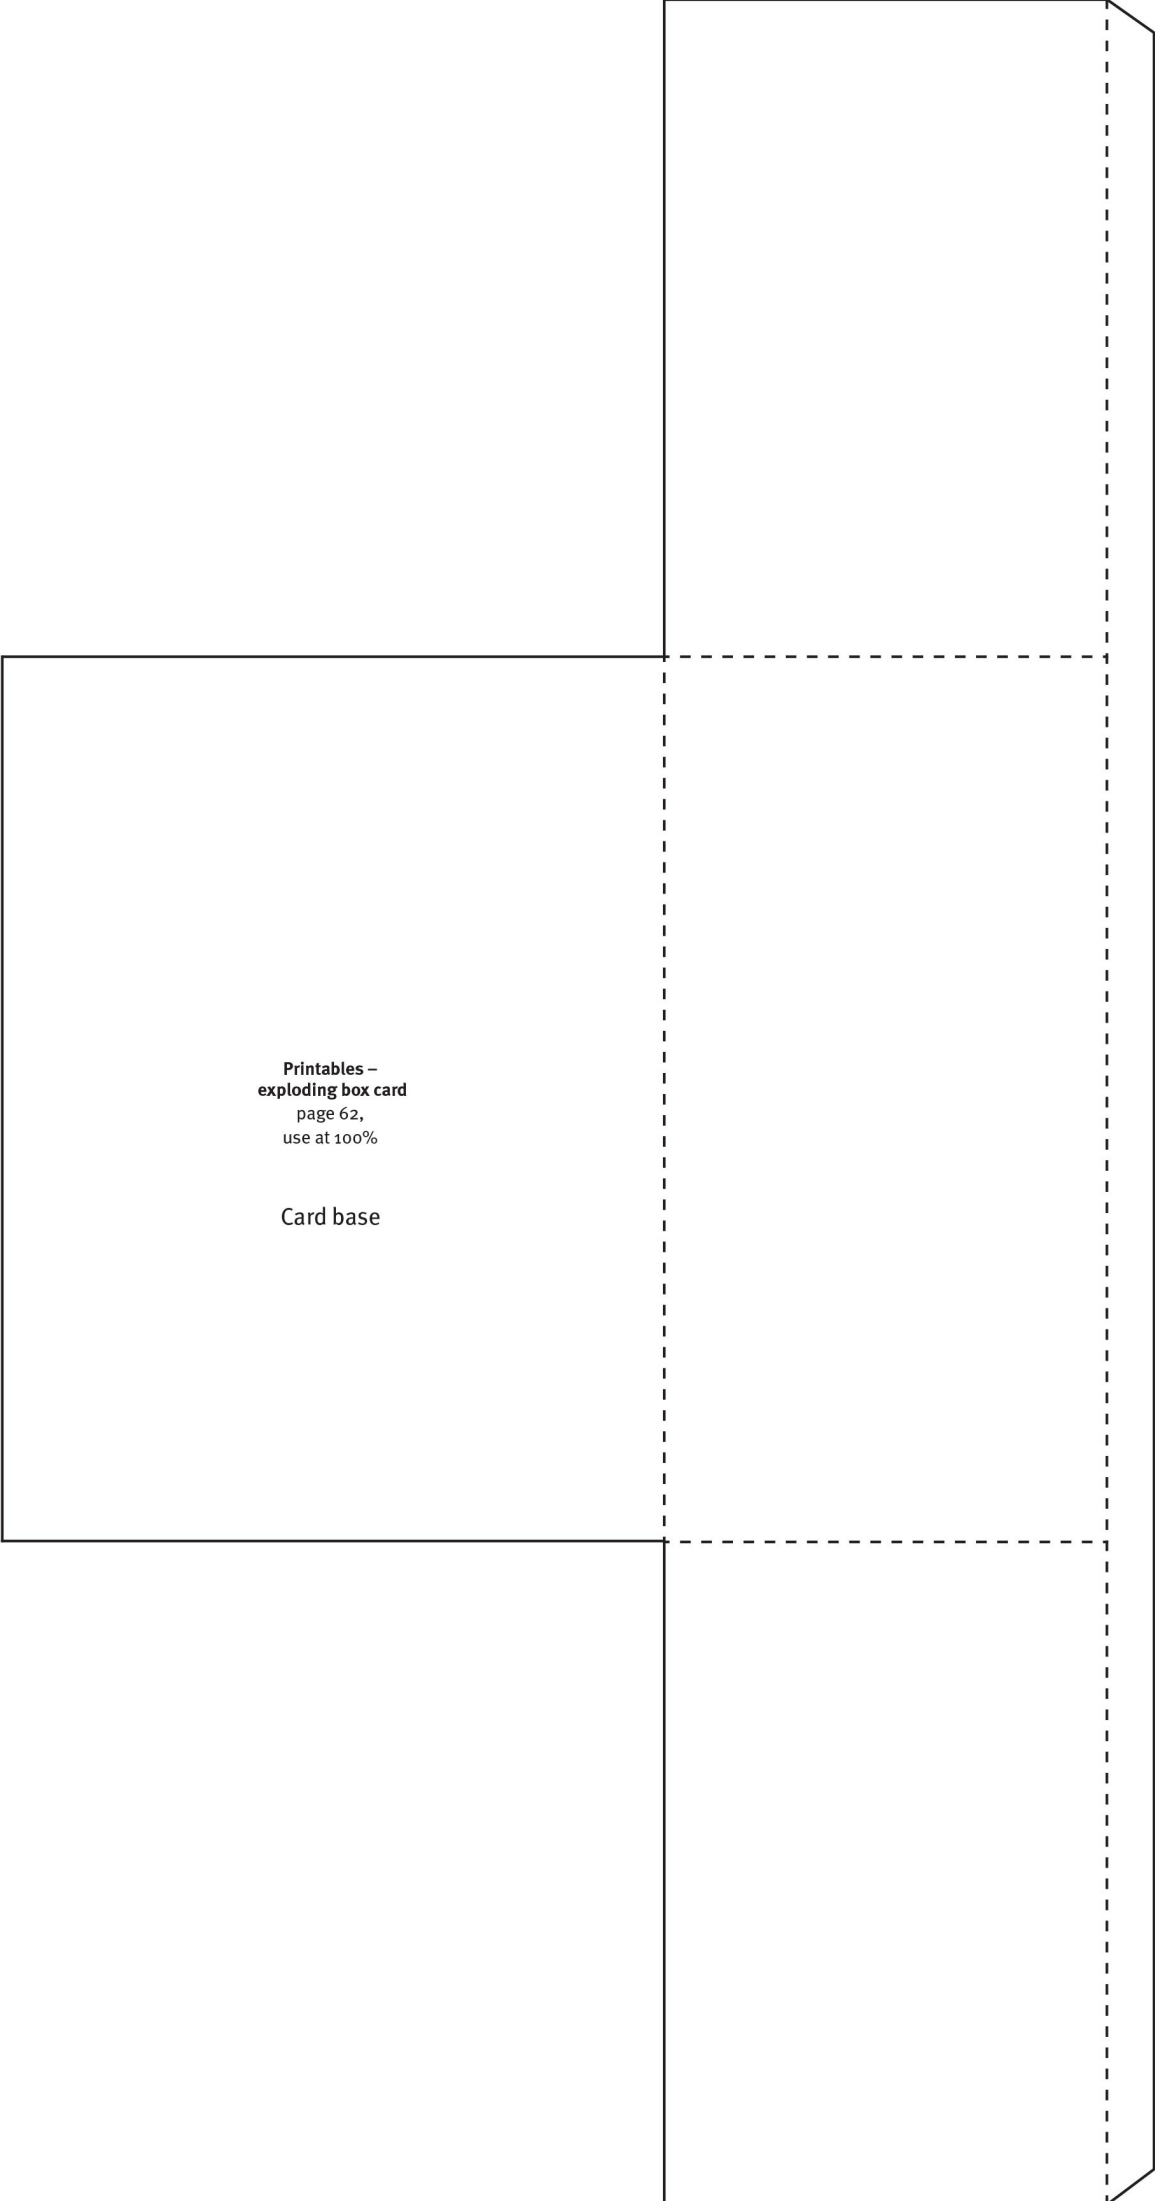 Printables –
exploding box card
page 62,
use at 100%
Card base